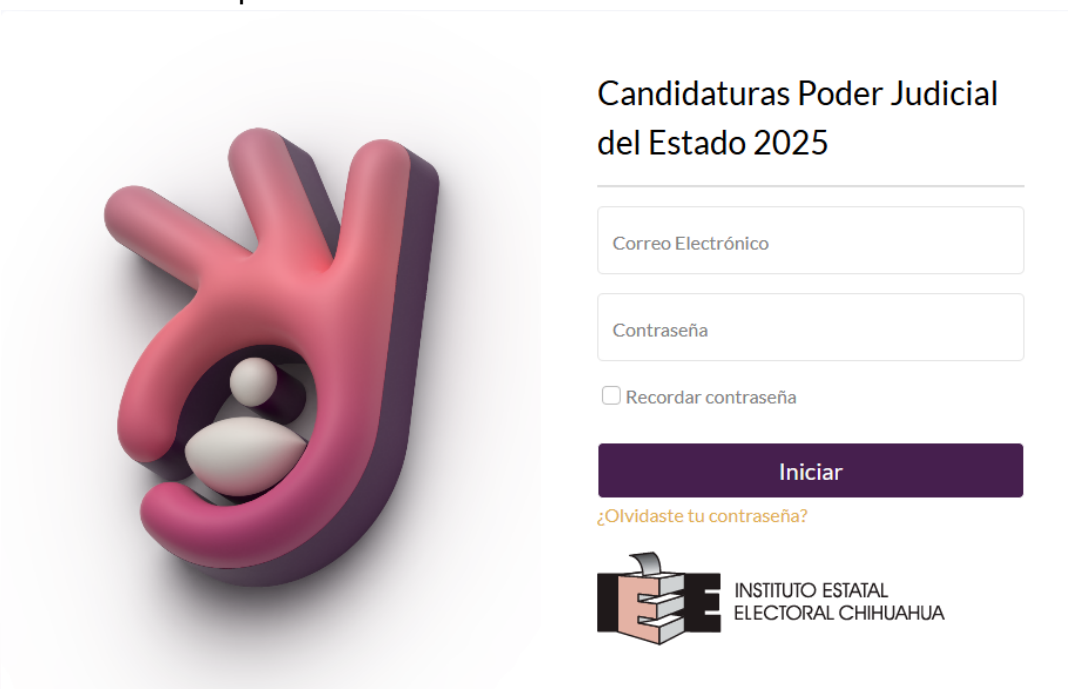 Candidaturas Poder Judicial
del Estado 2025
Correo Electrónico
Contraseña
Recordar contraseña
Iniciar
¿Olvidaste tu contraseña?
IEE
INSTITUTO ESTATAL
ELECTORAL CHIHUAHUA